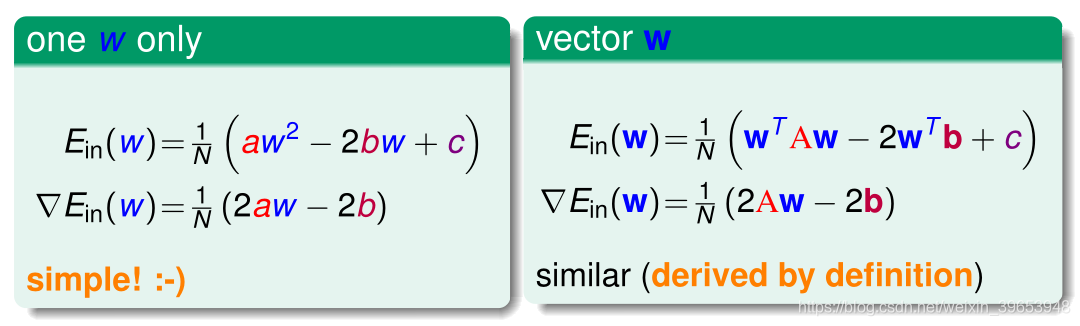 one w only
E_in(w) = 1/N (aw² − 2bw + c)
∇E_in(w) = 1/N (2aw − 2b)
simple! :-)
vector w
E_in(w) = 1/N (w^T Aw − 2w^T b + c)
∇E_in(w) = 1/N (2Aw − 2b)
similar (derived by definition)
https://blog.csdn.net/weixin_39653948